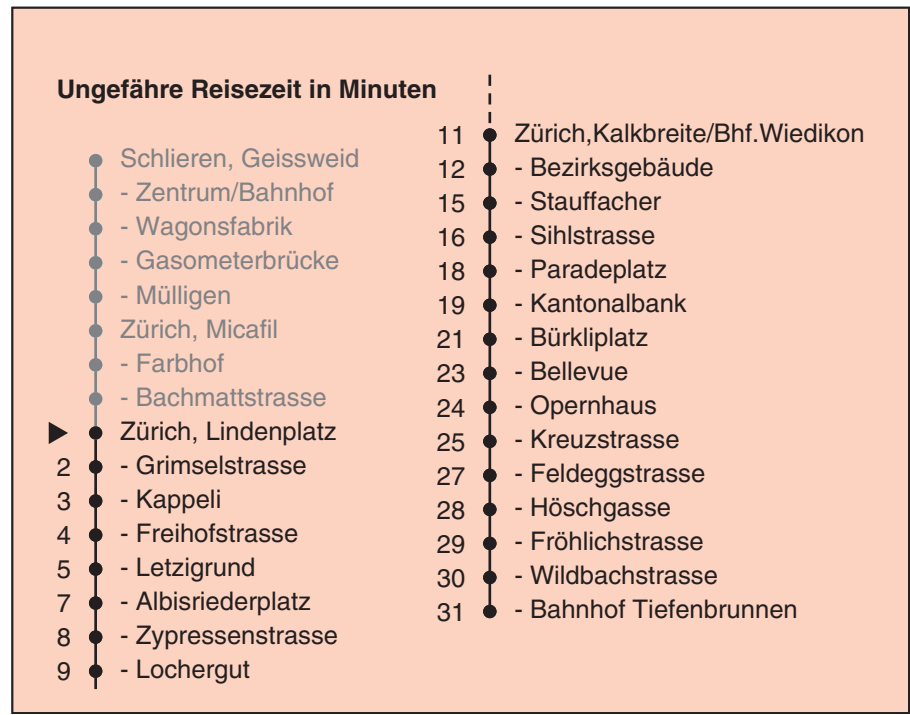 Ungefähre Reisezeit in Minuten
Schlieren, Geissweid
- Zentrum/Bahnhof
- Wagonsfabrik
- Gasometerbrücke
- Mülligen
Zürich, Micafil
- Farbhof
- Bachmattstrasse
Zürich, Lindenplatz
2 - Grimselstrasse
3 - Kappeli
4 - Freihofstrasse
5 - Letzigrund
7 - Albisriederplatz
8 - Zypressenstrasse
9 - Lochergut
11 Zürich,Kalkbreite/Bhf.Wiedikon
12 - Bezirksgebäude
15 - Stauffacher
16 - Sihlstrasse
18 - Paradeplatz
19 - Kantonalbank
21 - Bürkliplatz
23 - Bellevue
24 - Opernhaus
25 - Kreuzstrasse
27 - Feldeggstrasse
28 - Höschgasse
29 - Fröhlichstrasse
30 - Wildbachstrasse
31 - Bahnhof Tiefenbrunnen